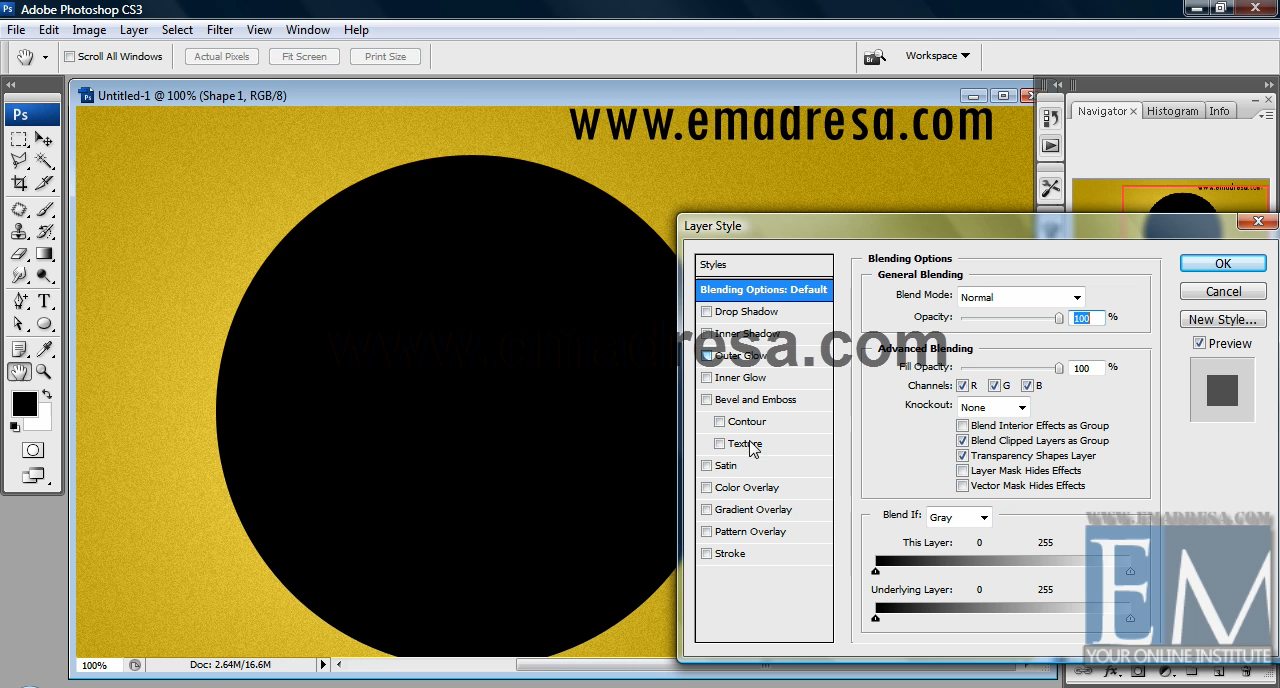 Ps Adobe Photoshop CS3
File Edit Image Layer Select Filter View Window Help
Scroll All Windows Actual Pixels Fit Screen Print Size Workspace
Untitled-1 @ 100% (Shape 1, RGB/8)
Ps
www.emadresa.com
Navigator Histogram Info
www.emadresa.com
Layer Style
Styles
Blending Options: Default
Drop Shadow
Inner Shadow
Outer Glow
Inner Glow
Bevel and Emboss
Contour
Texture
Satin
Color Overlay
Gradient Overlay
Pattern Overlay
Stroke
Blending Options
General Blending
Blend Mode: Normal
Opacity: 100 %
Advanced Blending
Fill Opacity: 100 %
Channels: R G B
Knockout: None
Blend Interior Effects as Group
Blend Clipped Layers as Group
Transparency Shapes Layer
Layer Mask Hides Effects
Vector Mask Hides Effects
Blend If: Gray
This Layer: 0 255
Underlying Layer: 0 255
OK
Cancel
New Style...
Preview
www.emadresa.com
WWW.EMADRESA.COM
EM
YOUR ONLINE INSTITUTE
100% Doc: 2.64M/16.6M